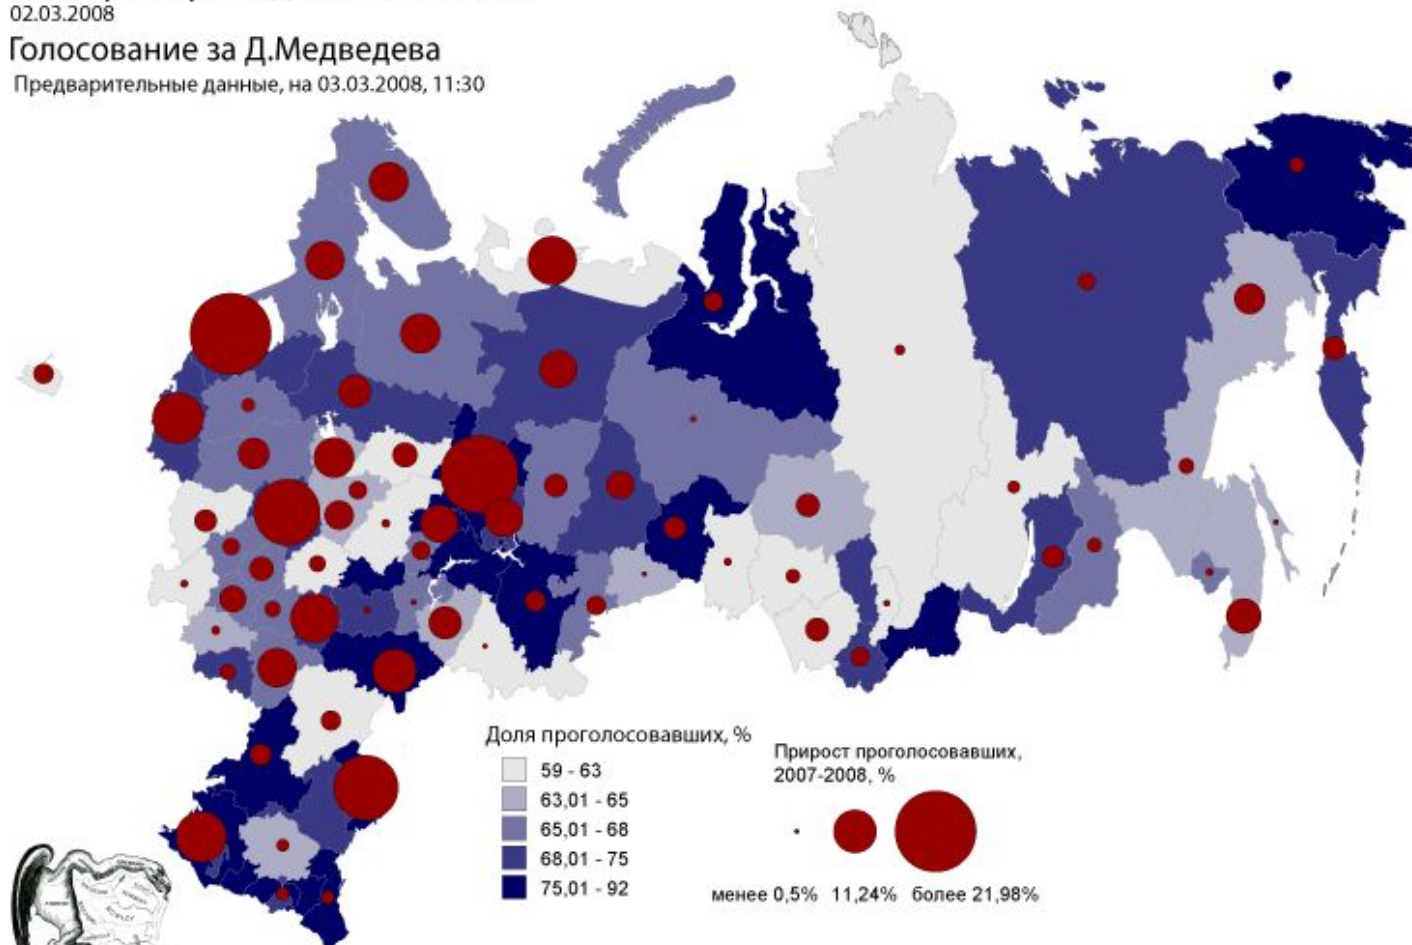 02.03.2008
Голосование за Д.Медведева
Предварительные данные, на 03.03.2008, 11:30
Доля проголосовавших, %
59 - 63
63,01 - 65
65,01 - 68
68,01 - 75
75,01 - 92
Прирост проголосовавших,
2007-2008, %
менее 0,5% 11,24% более 21,98%